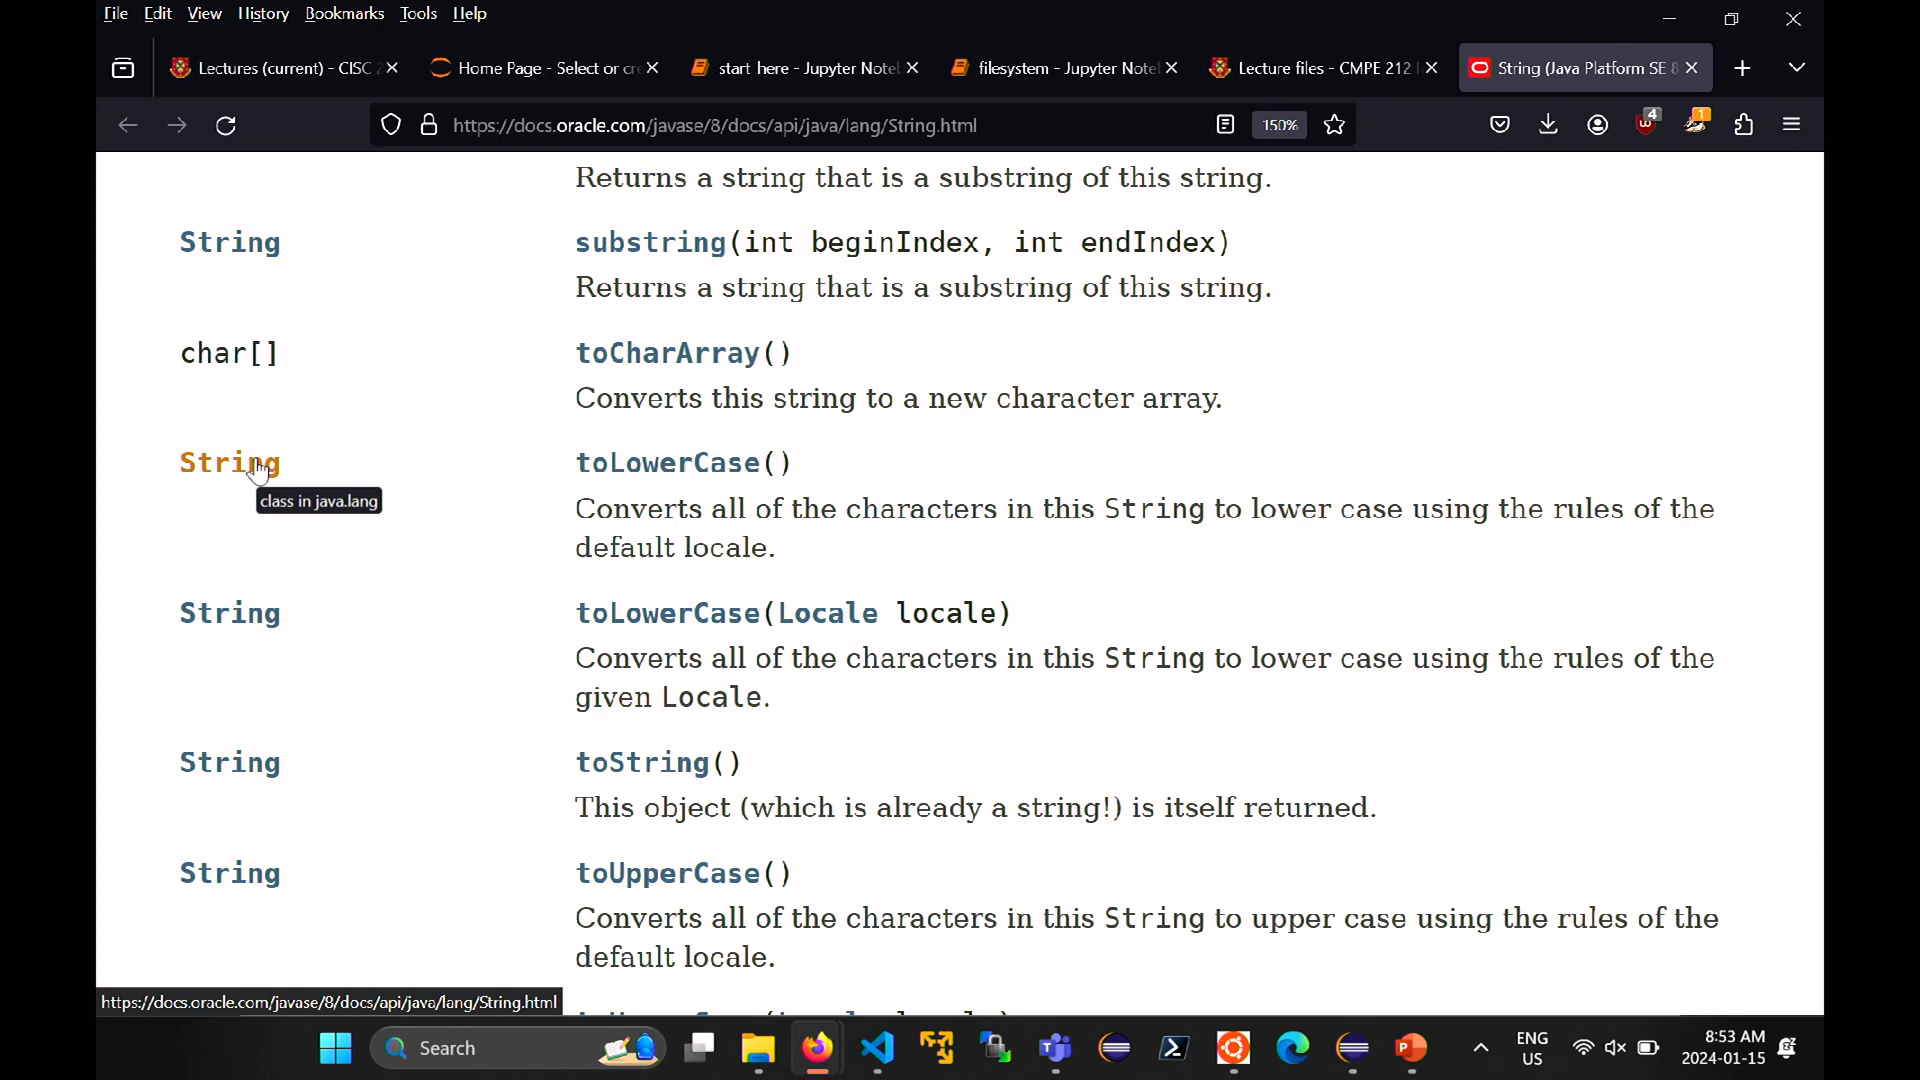 File Edit View History Bookmarks Tools Help
Lectures (current) - CISC 2
Home Page - Select or cre
start here - Jupyter Note
filesystem - Jupyter Note
Lecture files - CMPE 212
String (Java Platform SE 8
https://docs.oracle.com/javase/8/docs/api/java/lang/String.html
150%
4
1
Returns a string that is a substring of this string.
String substring(int beginIndex, int endIndex)
Returns a string that is a substring of this string.
char[] toCharArray()
Converts this string to a new character array.
String toLowerCase()
class in java.lang
Converts all of the characters in this String to lower case using the rules of the
default locale.
String toLowerCase(Locale locale)
Converts all of the characters in this String to lower case using the rules of the
given Locale.
String toString()
This object (which is already a string!) is itself returned.
String toUpperCase()
Converts all of the characters in this String to upper case using the rules of the
default locale.
https://docs.oracle.com/javase/8/docs/api/java/lang/String.html
Search
ENG
US
8:53 AM
2024-01-15